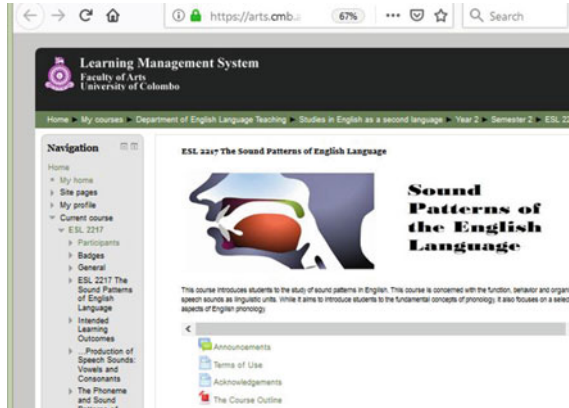 https://arts.cmb.
67%
Search
Learning Management System
Faculty of Arts
University of Colombo
Home ► My courses ► Department of English Language Teaching ► Studies in English as a second language ► Year 2 ► Semester 2 ► ESL 22
Navigation
ESL 2217 The Sound Patterns of English Language
Home
My home
Site pages
My profile
Current course
ESL 2217
Participants
Badges
General
ESL 2217 The
Sound Patterns
of English
Language
Intended
Learning
Outcomes
...Production of
Speech Sounds:
Vowels and
Consonants
The Phoneme
and Sound
Sound
Patterns of
the English
Language
This course introduces students to the study of sound patterns in English. This course is concerned with the function, behavior and organi
speech sounds as linguistic units. While it aims to introduce students to the fundamental concepts of phonology, it also focuses on a selec
aspects of English phonology.
Announcements
Terms of Use
Acknowledgements
The Course Outline